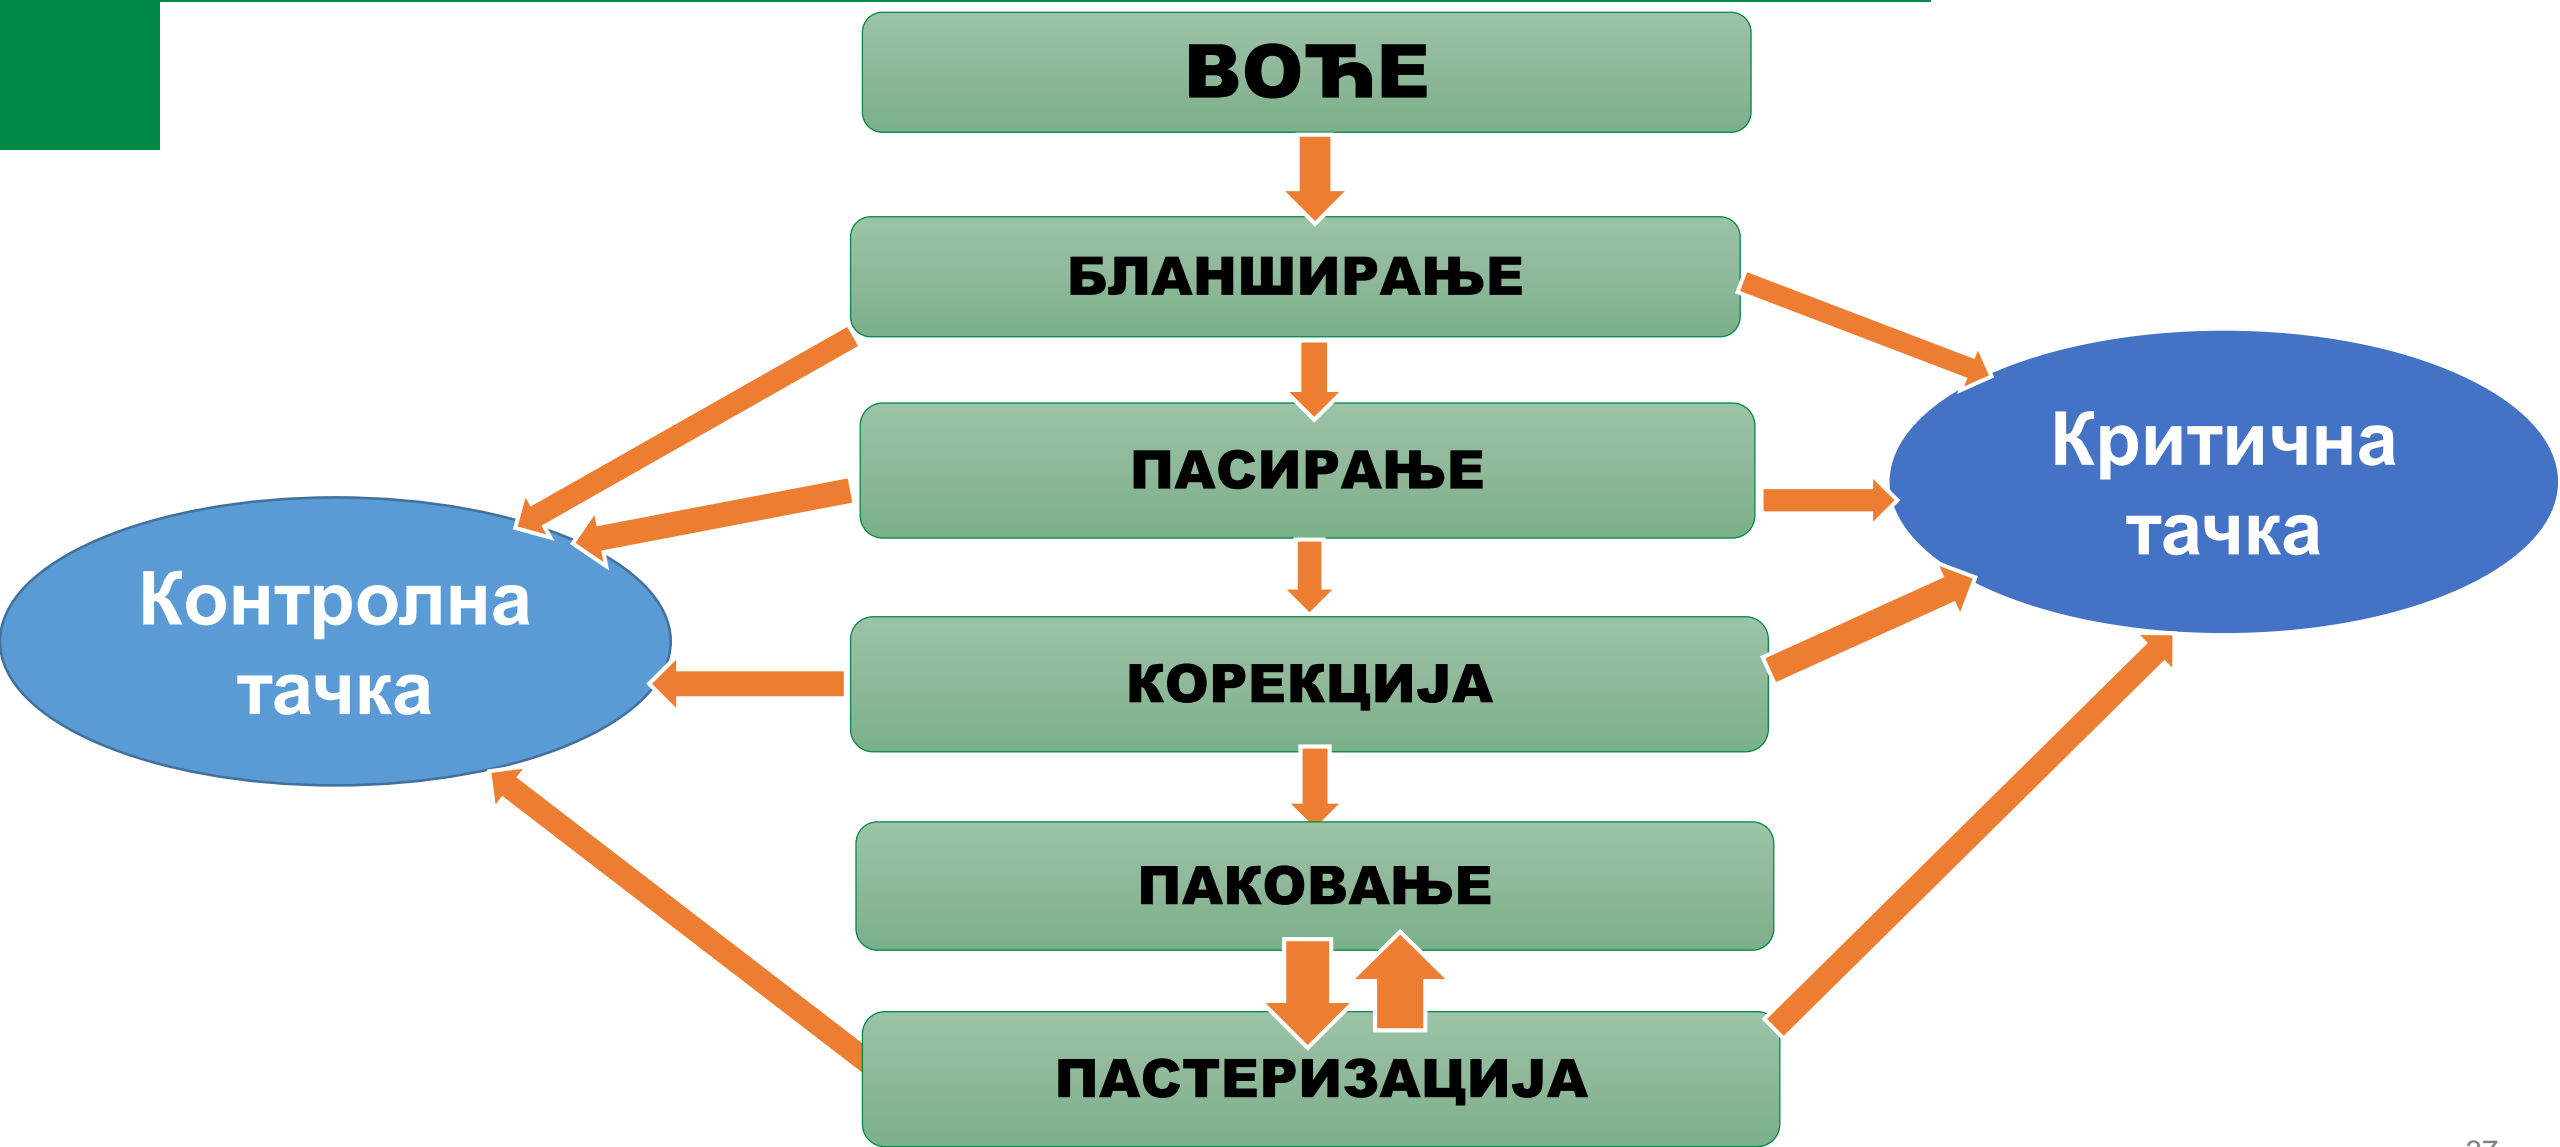 ВОЋЕ
БЛАНШИРАЊЕ
ПАСИРАЊЕ
КОРЕКЦИЈА
ПАКОВАЊЕ
ПАСТЕРИЗАЦИЈА
Контролна
тачка
Критична
тачка